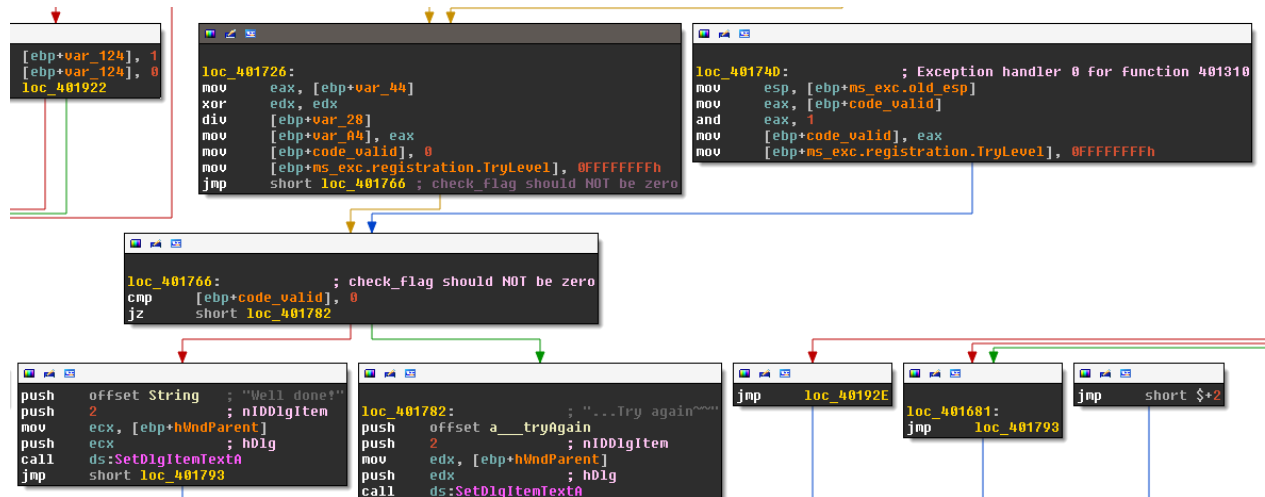 [ebp+var_124], 1
[ebp+var_124], 0
loc_401922
loc_401726:
mov eax, [ebp+var_44]
xor edx, edx
div [ebp+var_28]
mov [ebp+var_A4], eax
mov [ebp+code_valid], 0
mov [ebp+ms_exc.registration.TryLevel], 0FFFFFFFFh
jmp short loc_401766 ; check_flag should NOT be zero
loc_40174D: ; Exception handler 0 for function 401310
mov esp, [ebp+ms_exc.old_esp]
mov eax, [ebp+code_valid]
and eax, 1
mov [ebp+code_valid], eax
mov [ebp+ms_exc.registration.TryLevel], 0FFFFFFFFh
loc_401766: ; check_flag should NOT be zero
cmp [ebp+code_valid], 0
jz short loc_401782
push offset String ; "Well done!"
push 2 ; nIDDlgItem
mov ecx, [ebp+hWndParent]
push ecx ; hDlg
call ds:SetDlgItemTextA
jmp short loc_401793
loc_401782: ; "...Try again~~"
push offset a___tryAgain
push 2 ; nIDDlgItem
mov edx, [ebp+hWndParent]
push edx ; hDlg
call ds:SetDlgItemTextA
jmp loc_40192E
loc_401681:
jmp loc_401793
jmp short $+2